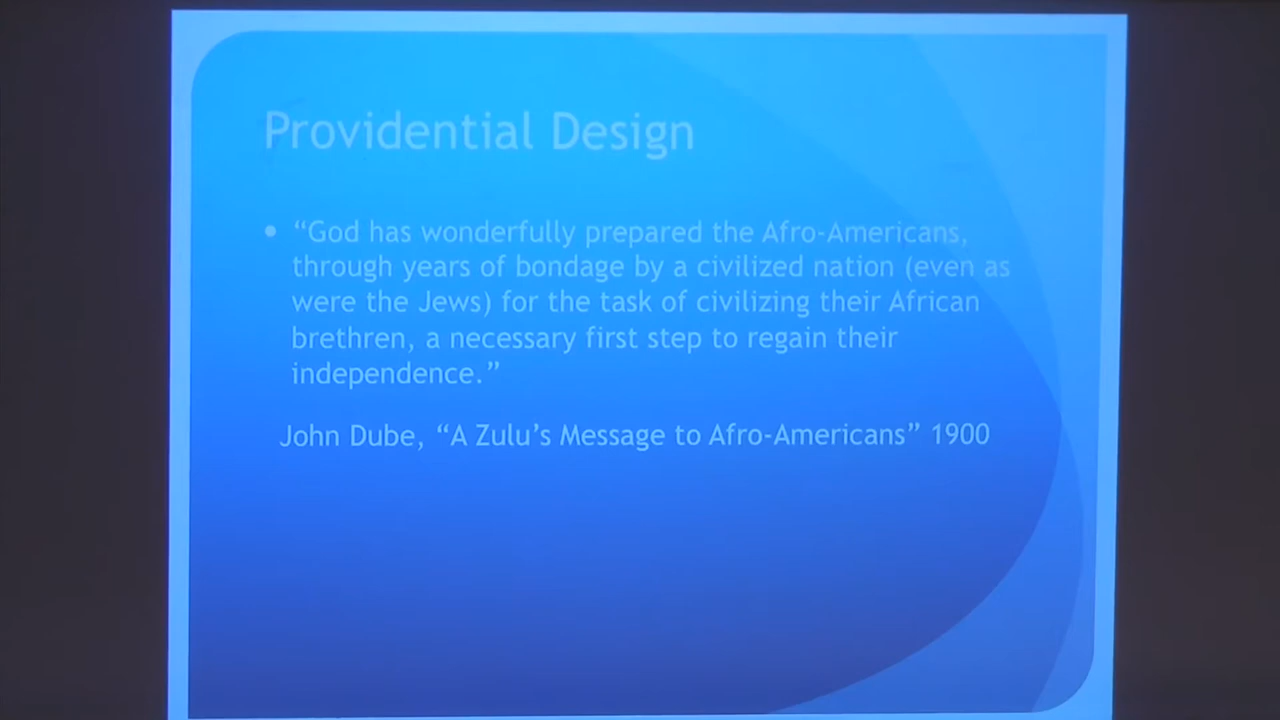 Providential Design
• “God has wonderfully prepared the Afro-Americans,
through years of bondage by a civilized nation (even as
were the Jews) for the task of civilizing their African
brethren, a necessary first step to regain their
independence.”
John Dube, “A Zulu’s Message to Afro-Americans” 1900